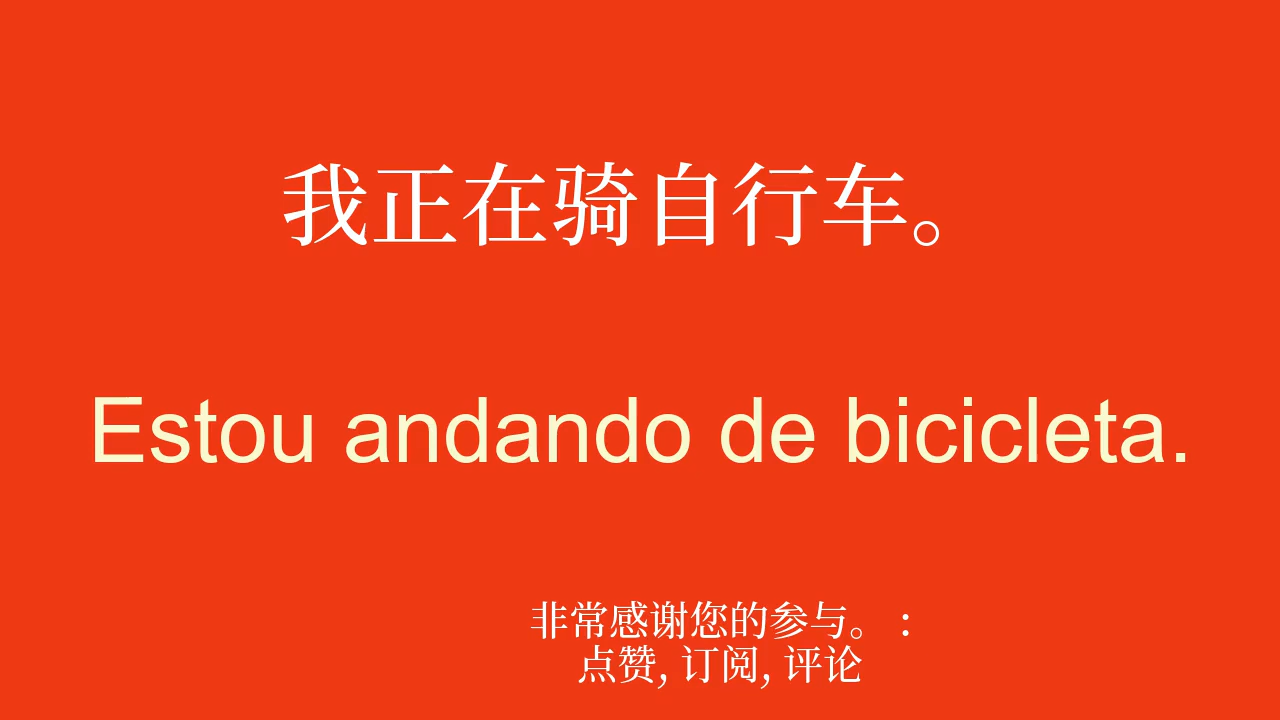 我正在骑自行车。
Estou andando de bicicleta.
非常感谢您的参与。 :
点赞, 订阅, 评论